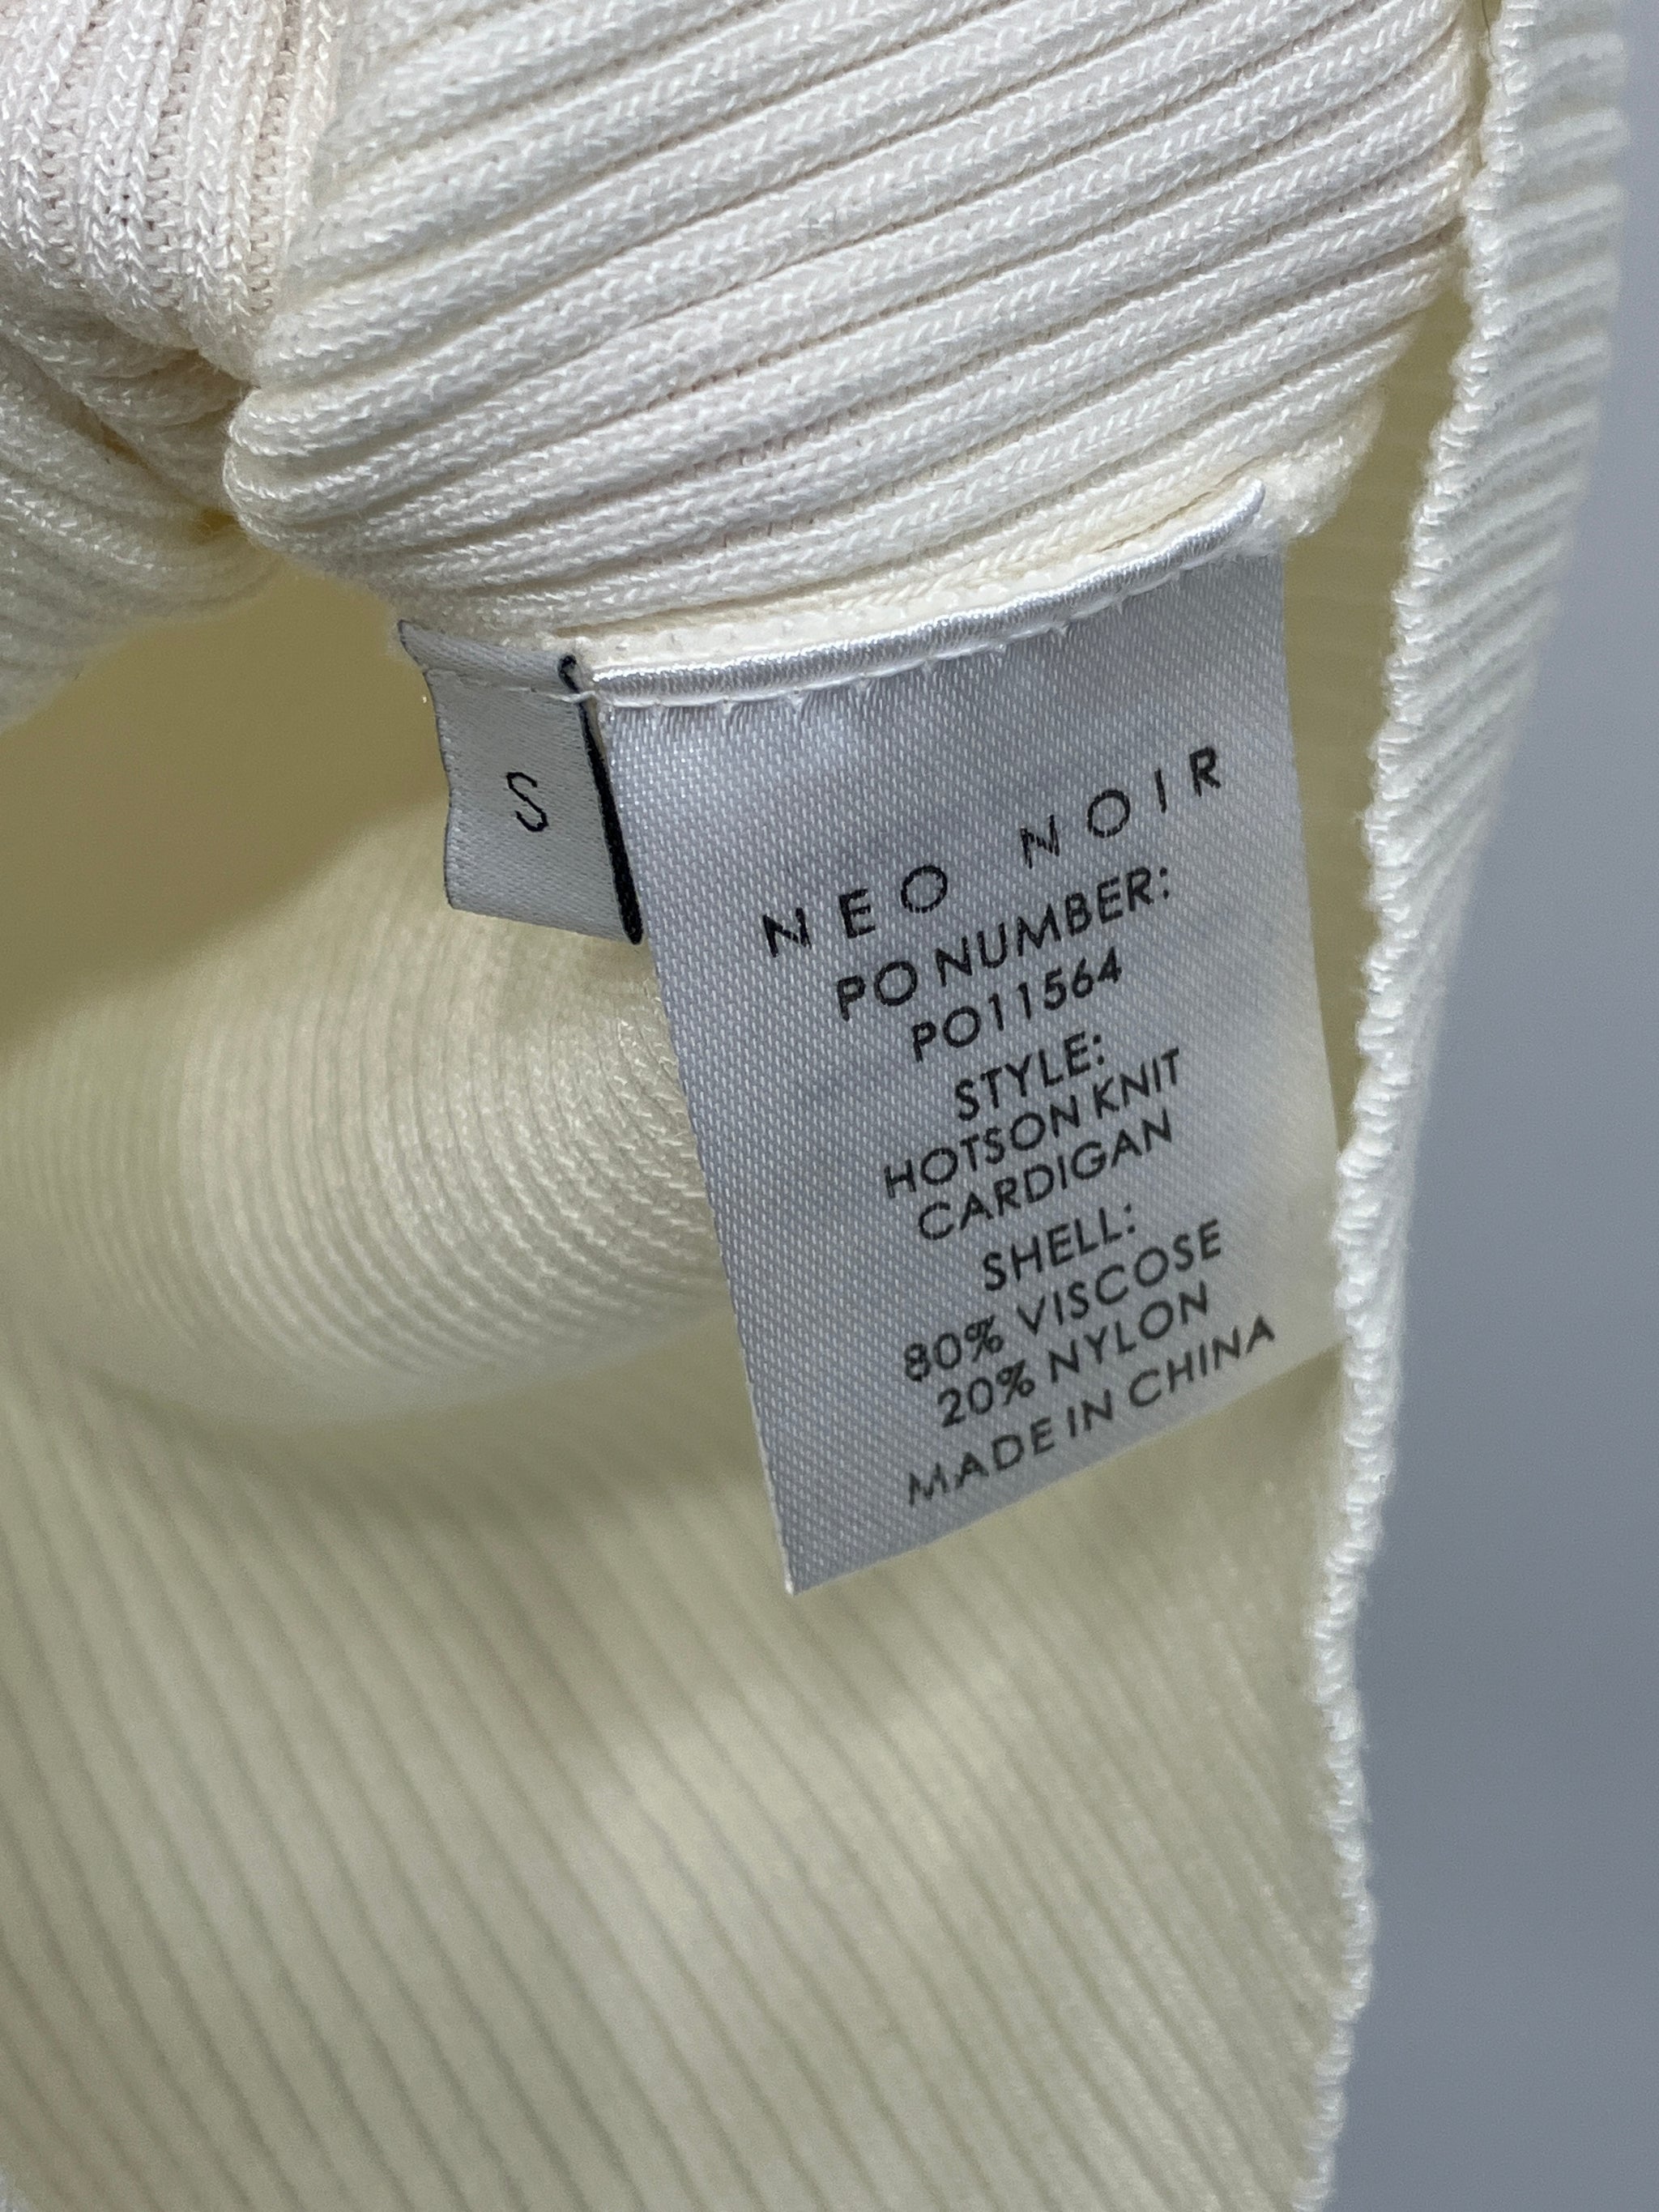 S
NEO NOIR
PO NUMBER:
PO11564
STYLE:
HOTSON KNIT
CARDIGAN
SHELL:
80% VISCOSE
20% NYLON
MADE IN CHINA